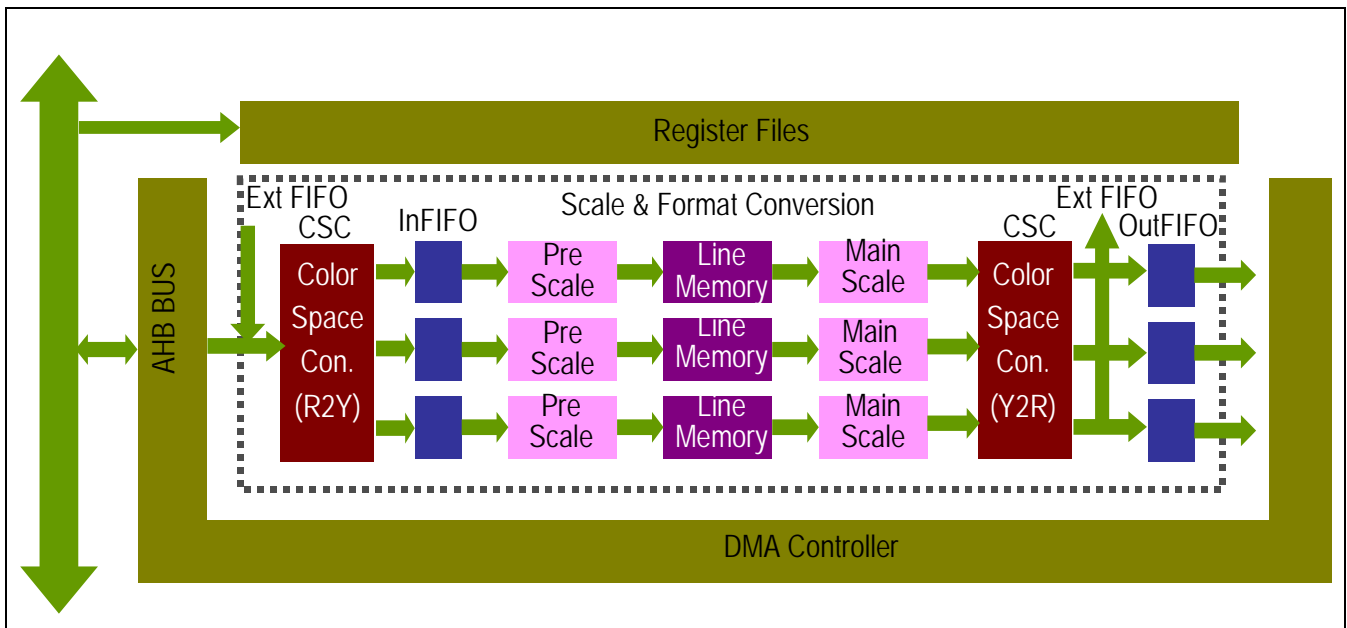 Register Files
Ext FIFO
Scale & Format Conversion
Ext FIFO
CSC
InFIFO
CSC
OutFIFO
AHB BUS
Color
Space
Con.
(R2Y)
Pre
Scale
Line
Memory
Main
Scale
Pre
Scale
Line
Memory
Main
Scale
Pre
Scale
Line
Memory
Main
Scale
Color
Space
Con.
(Y2R)
DMA Controller